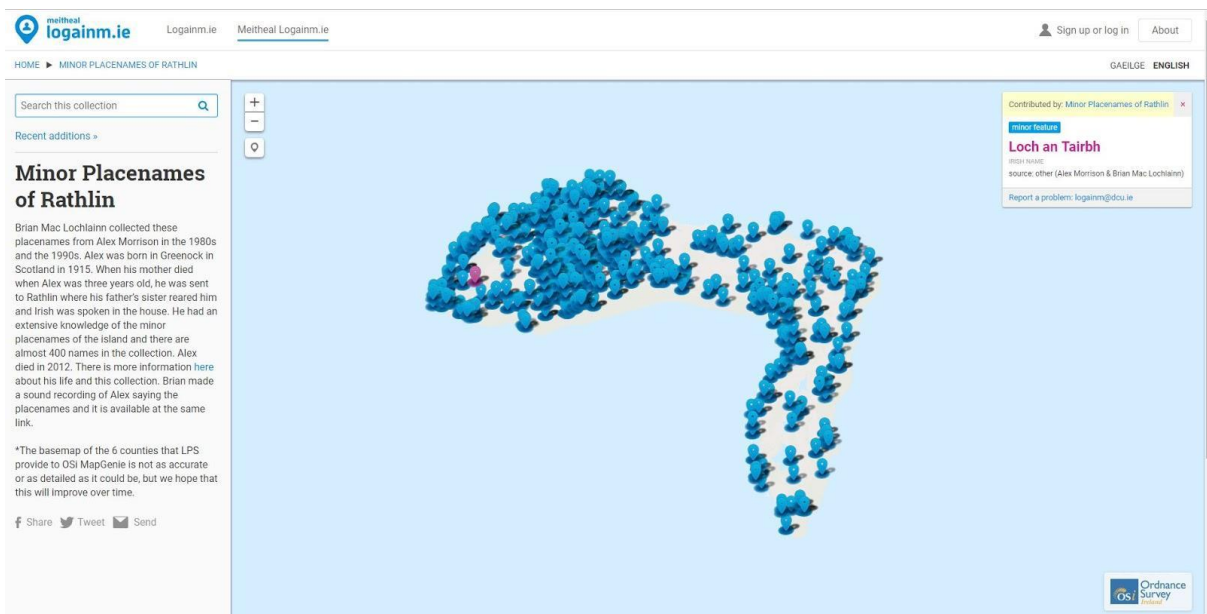 meitheal
logainm.ie
Logainm.ie
Meitheal Logainm.ie
Sign up or log in
About
HOME ▶ MINOR PLACENAMES OF RATHLIN
GAEILGE ENGLISH
Search this collection
Recent additions »
Minor Placenames
of Rathlin
Brian Mac Lochlainn collected these
placenames from Alex Morrison in the 1980s
and the 1990s. Alex was born in Greenock in
Scotland in 1915. When his mother died
when Alex was three years old, he was sent
to Rathlin where his father's sister reared him
and Irish was spoken in the house. He had an
extensive knowledge of the minor
placenames of the island and there are
almost 400 names in the collection. Alex
died in 2012. There is more information here
about his life and this collection. Brian made
a sound recording of Alex saying the
placenames and it is available at the same
link.
*The basemap of the 6 counties that LPS
provide to OSi MapGenie is not as accurate
or as detailed as it could be, but we hope that
this will improve over time.
Share Tweet Send
+
−
Contributed by: Minor Placenames of Rathlin ×
minor feature
Loch an Tairbh
IRISH NAME
source: other (Alex Morrison & Brian Mac Lochlainn)
Report a problem: logainm@dcu.ie
OSi Ordnance
Survey
Ireland